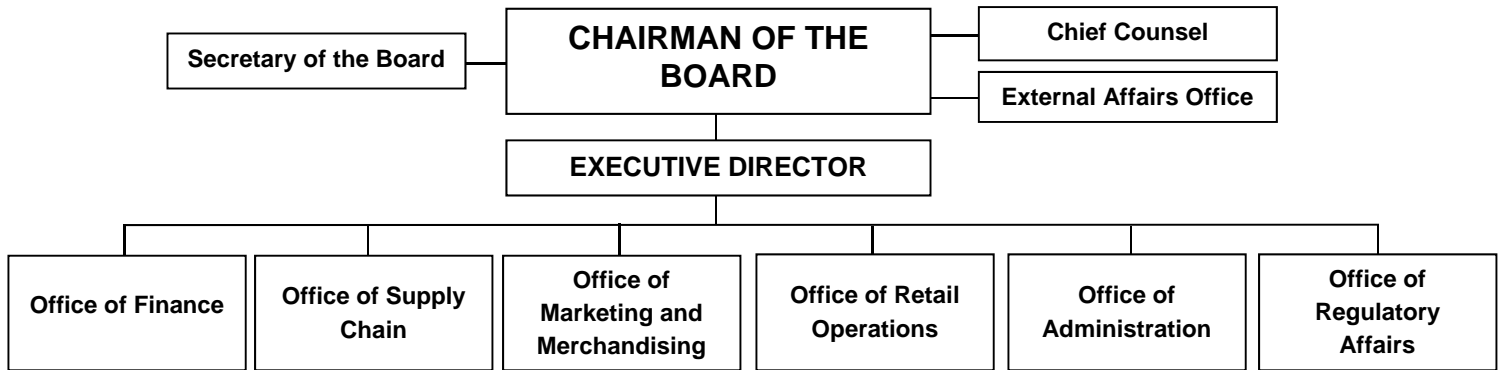 CHAIRMAN OF THE
BOARD
Secretary of the Board
Chief Counsel
External Affairs Office
EXECUTIVE DIRECTOR
Office of Finance
Office of Supply
Chain
Office of
Marketing and
Merchandising
Office of Retail
Operations
Office of
Administration
Office of
Regulatory
Affairs